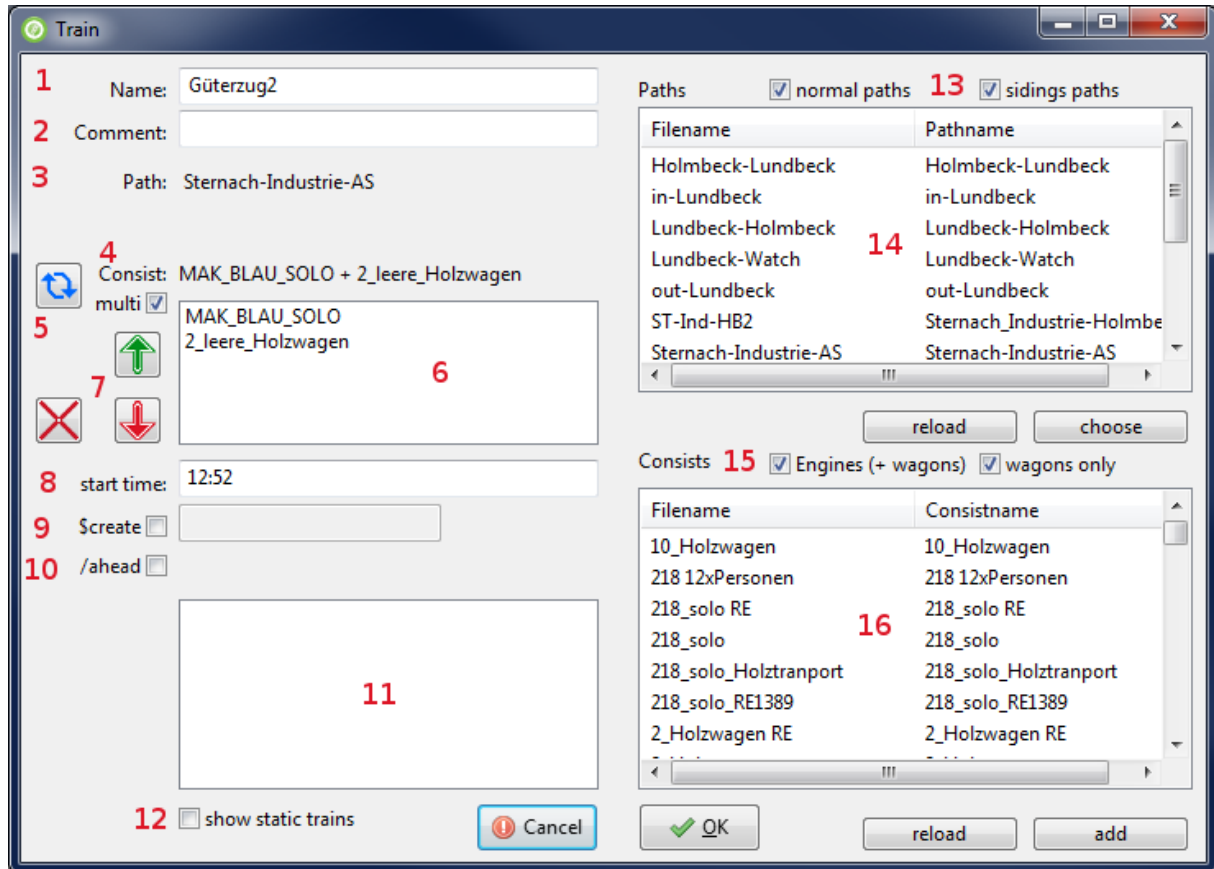 Train
1 Name: Güterzug2
2 Comment:
3 Path: Sternach-Industrie-AS
4
Consist: MAK_BLAU_SOLO + 2_leere_Holzwagen
multi
5
MAK_BLAU_SOLO
2_leere_Holzwagen
6
7
8 start time: 12:52
9 $create
10 /ahead
11
12 show static trains
Cancel
Paths normal paths 13 sidings paths
Filename Pathname
Holmbeck-Lundbeck Holmbeck-Lundbeck
in-Lundbeck in-Lundbeck
Lundbeck-Holmbeck Lundbeck-Holmbeck
14
Lundbeck-Watch Lundbeck-Watch
out-Lundbeck out-Lundbeck
ST-Ind-HB2 Sternach_Industrie-Holmbe
Sternach-Industrie-AS Sternach-Industrie-AS
reload choose
Consists 15 Engines (+ wagons) wagons only
Filename Consistname
10_Holzwagen 10_Holzwagen
218 12xPersonen 218 12xPersonen
218_solo RE 218_solo RE
16
218_solo 218_solo
218_solo_Holztranport 218_solo_Holztranport
218_solo_RE1389 218_solo_RE1389
2_Holzwagen RE 2_Holzwagen RE
OK
reload add